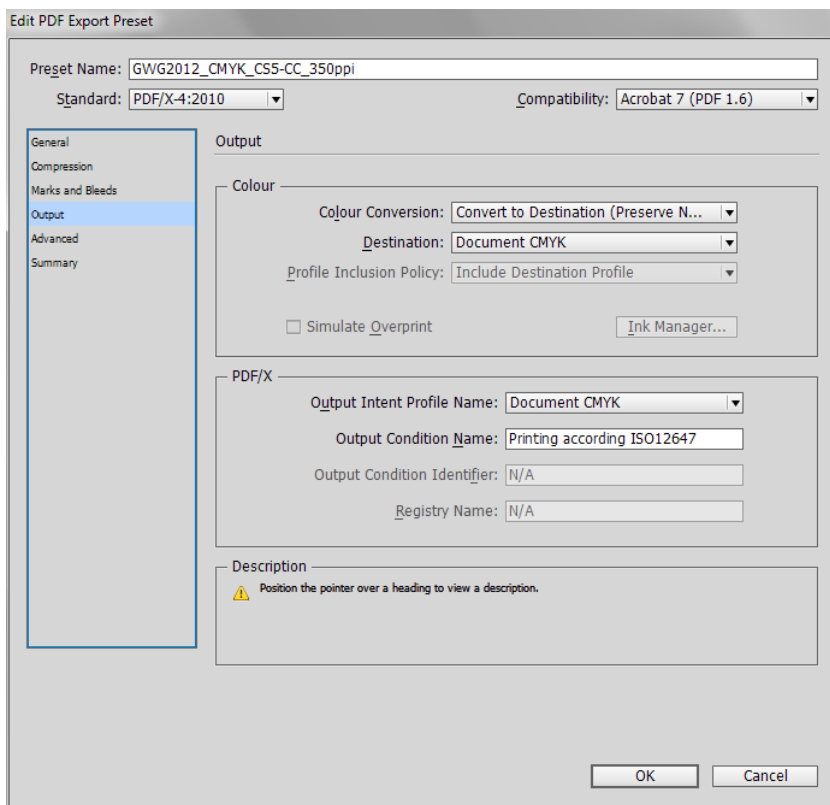 Edit PDF Export Preset
Preset Name: GWG2012_CMYK_CS5-CC_350ppi
Standard: PDF/X-4:2010 Compatibility: Acrobat 7 (PDF 1.6)
General
Compression
Marks and Bleeds
Output
Advanced
Summary
Output
Colour
Colour Conversion: Convert to Destination (Preserve N...
Destination: Document CMYK
Profile Inclusion Policy: Include Destination Profile
Simulate Overprint Ink Manager...
PDF/X
Output Intent Profile Name: Document CMYK
Output Condition Name: Printing according ISO12647
Output Condition Identifier: N/A
Registry Name: N/A
Description
Position the pointer over a heading to view a description.
OK Cancel